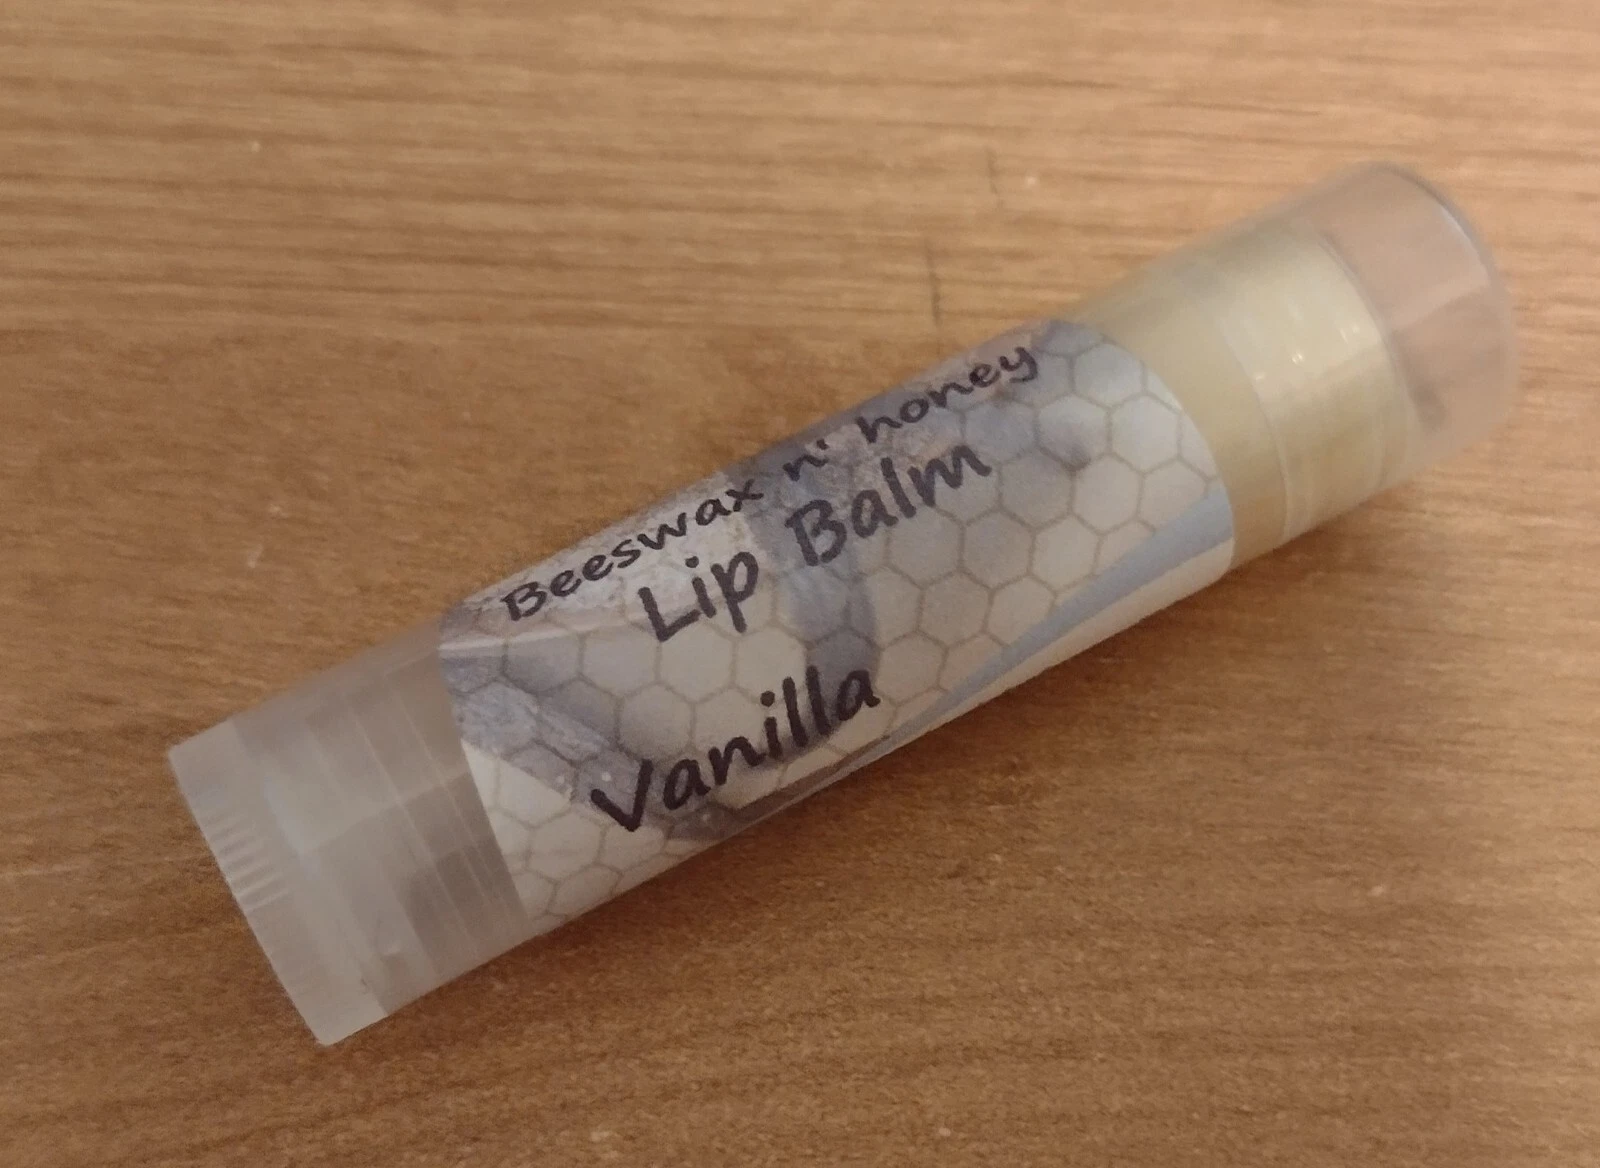 Beeswax n' honey
Lip Balm
Vanilla